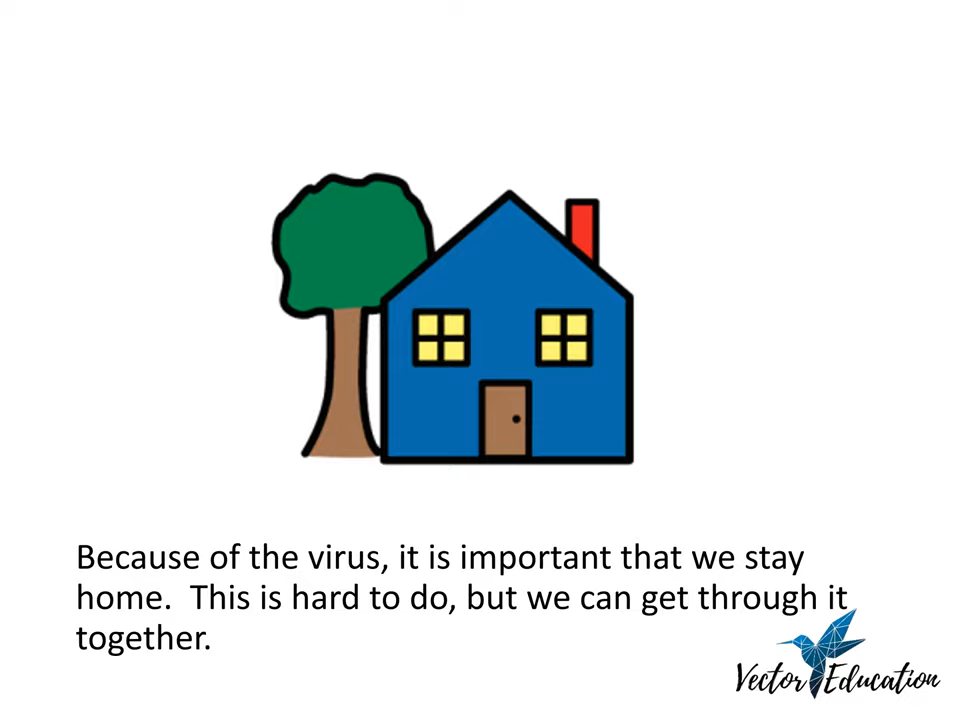 Because of the virus, it is important that we stay
home.  This is hard to do, but we can get through it
together.
Vector Education